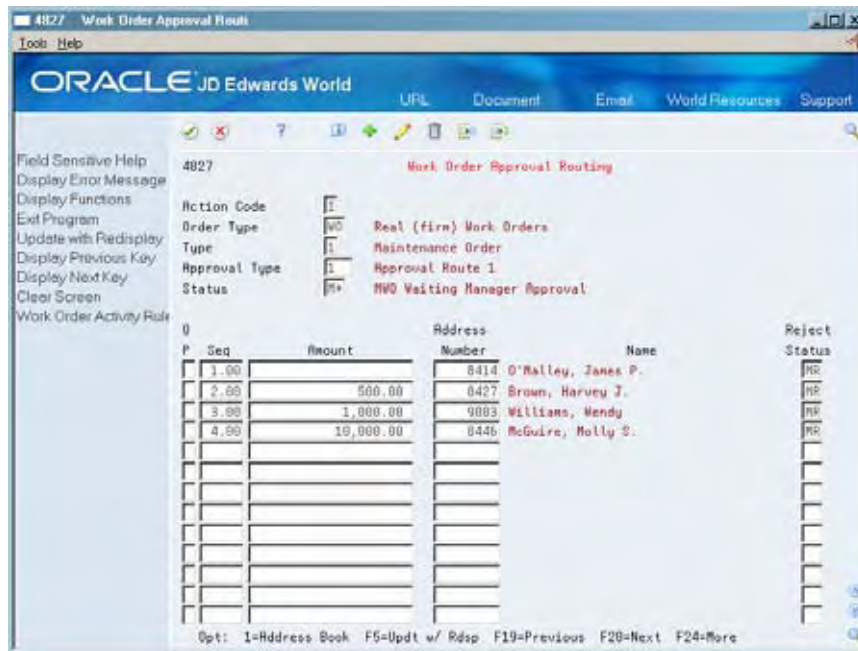 4827 Work Order Approval Routi
Tools Help
ORACLE JD Edwards World
URL Document Email World Resources Support
Field Sensitive Help
Display Error Message
Display Functions
Exit Program
Update with Redisplay
Display Previous Key
Display Next Key
Clear Screen
Work Order Activity Rule
4827 Work Order Approval Routing
Action Code I
Order Type WO Real (firm) Work Orders
Type 1 Maintenance Order
Approval Type 1 Approval Route 1
Status M* MWO Waiting Manager Approval
O Address Reject
P Seq Amount Number Name Status
1.00 8414 O'Malley, James P. MR
2.00 500.00 8427 Brown, Harvey J. MR
3.00 1,000.00 9003 Williams, Wendy MR
4.00 10,000.00 8446 McGuire, Molly S. MR
Opt: 1=Address Book F5=Updt w/ Rdsp F19=Previous F20=Next F24=More